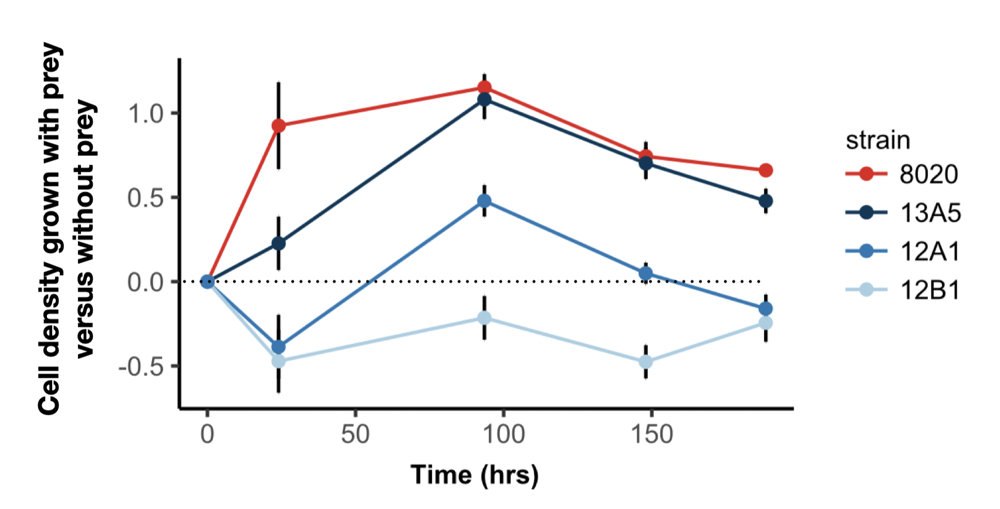 Cell density grown with prey
versus without prey
1.0
0.5
0.0
-0.5
0 50 100 150
Time (hrs)
strain
8020
13A5
12A1
12B1